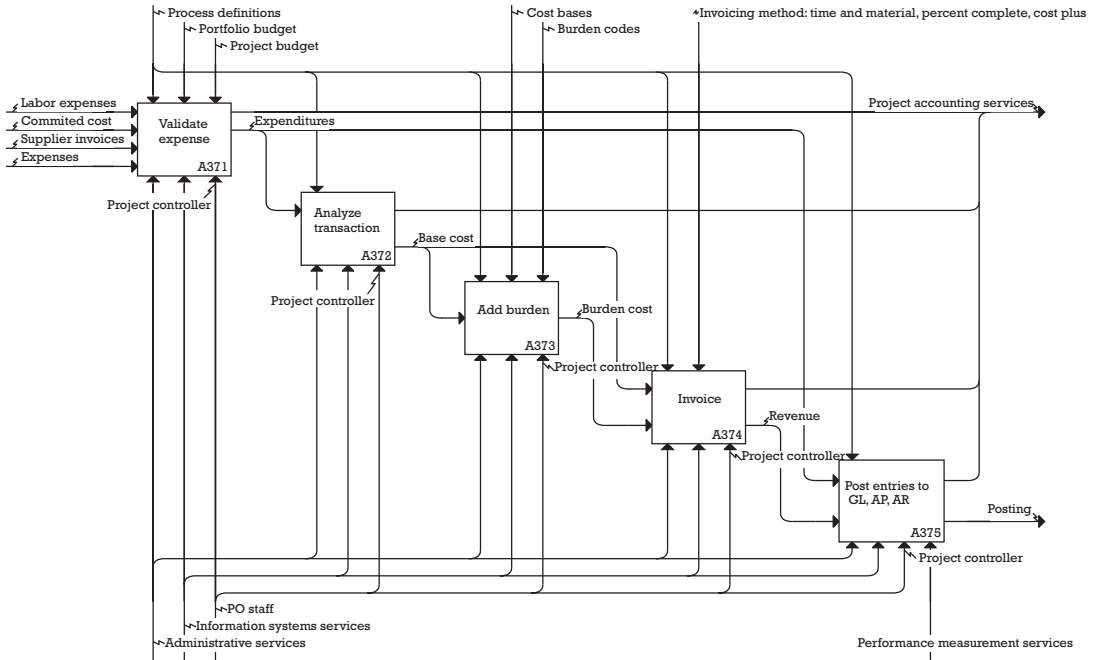 Process definitions
Portfolio budget
Project budget
Cost bases
Burden codes
Invoicing method: time and material, percent complete, cost plus
Labor expenses
Commited cost
Supplier invoices
Expenses
Validate
expense
A371
Expenditures
Project accounting services
Project controller
Analyze
transaction
A372
Base cost
Project controller
Add burden
A373
Burden cost
Project controller
Invoice
A374
Revenue
Project controller
Post entries to
GL, AP, AR
A375
Posting
Project controller
PO staff
Information systems services
Administrative services
Performance measurement services